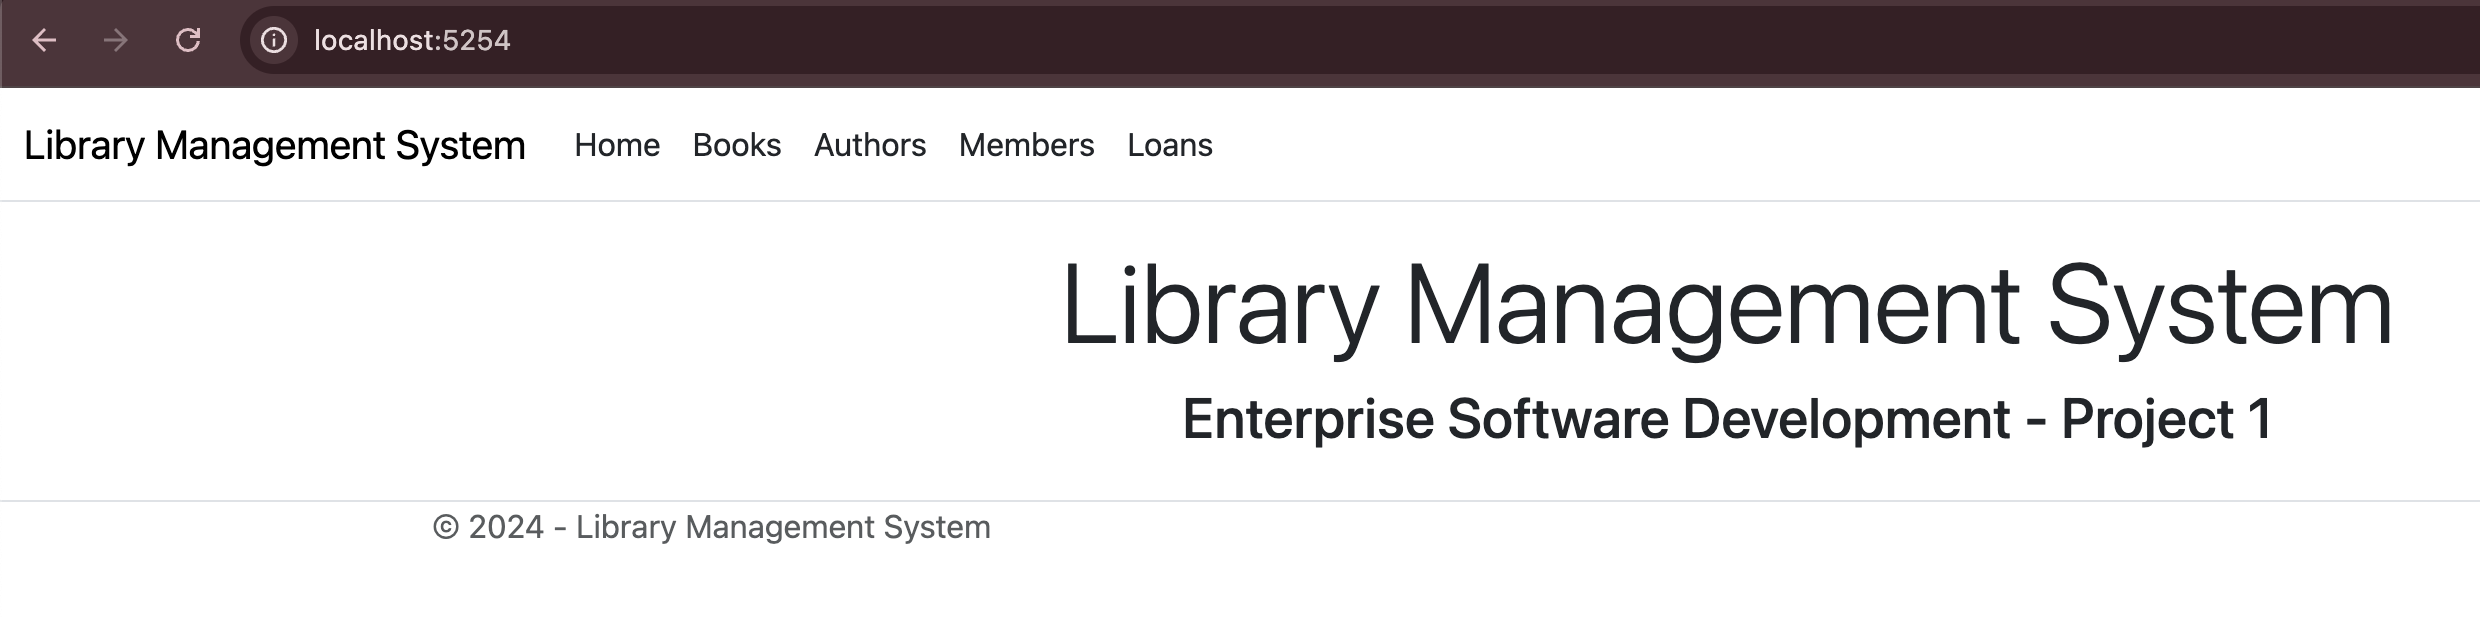 localhost:5254
Library Management System Home Books Authors Members Loans
Library Management System
Enterprise Software Development - Project 1
© 2024 - Library Management System